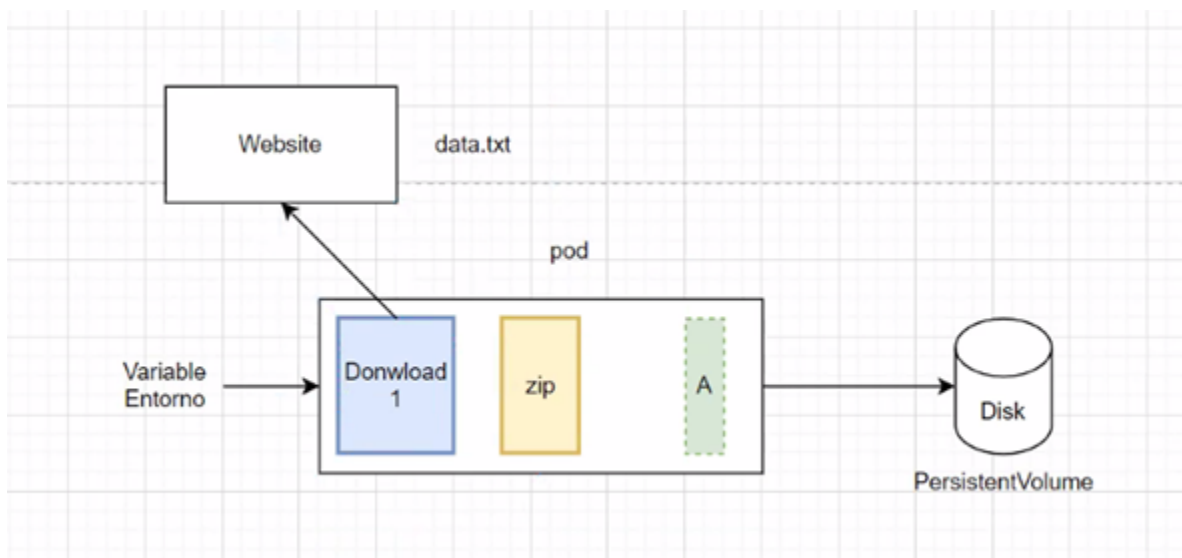 Website
data.txt
pod
Variable
Entorno
Donwload
1
zip
A
Disk
PersistentVolume